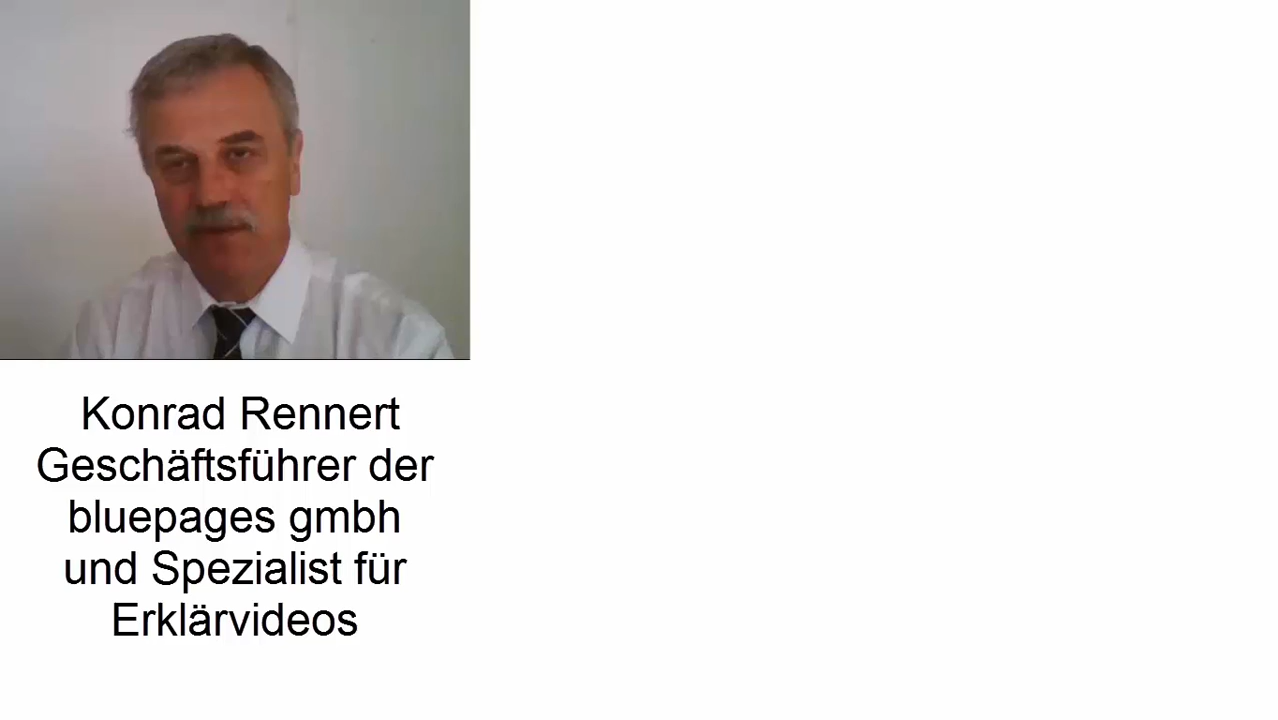 Konrad Rennert
Geschäftsführer der
bluepages gmbh
und Spezialist für
Erklärvideos